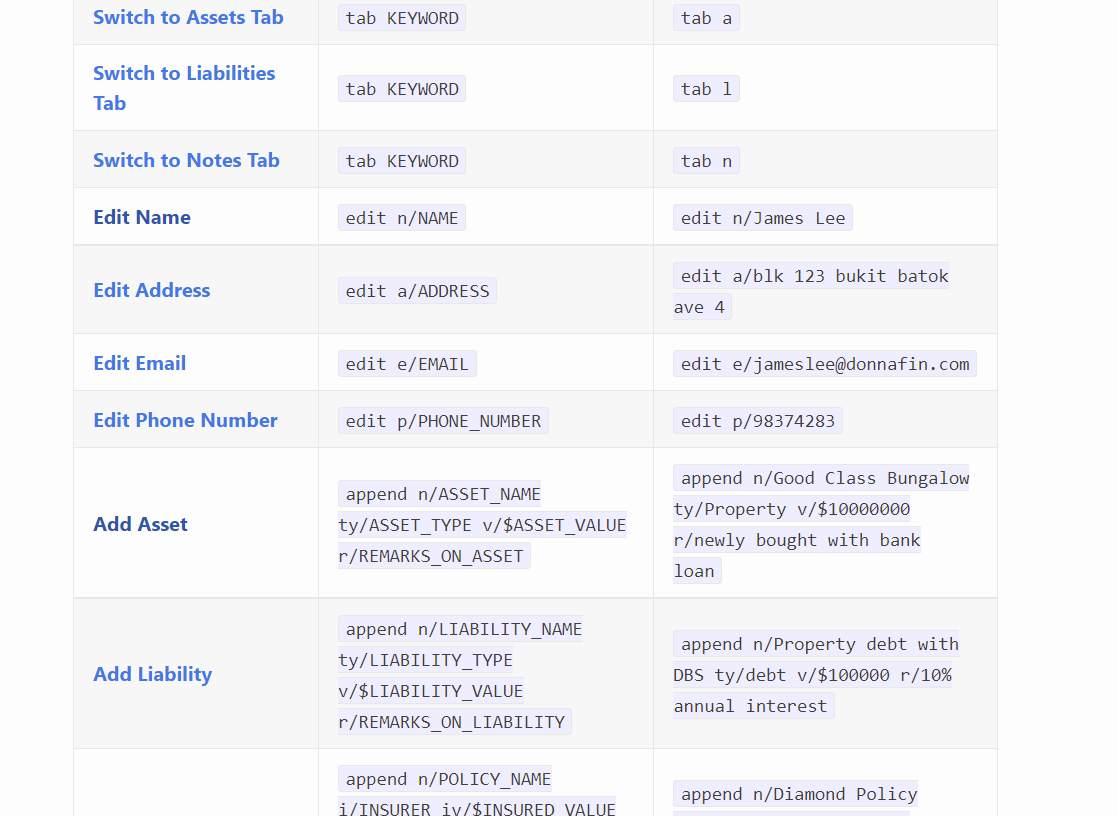 Switch to Assets Tab
tab KEYWORD
tab a
Switch to Liabilities
Tab
tab KEYWORD
tab l
Switch to Notes Tab
tab KEYWORD
tab n
Edit Name
edit n/NAME
edit n/James Lee
Edit Address
edit a/ADDRESS
edit a/blk 123 bukit batok
ave 4
Edit Email
edit e/EMAIL
edit e/jameslee@donnafin.com
Edit Phone Number
edit p/PHONE_NUMBER
edit p/98374283
Add Asset
append n/ASSET_NAME
ty/ASSET_TYPE v/$ASSET_VALUE
r/REMARKS_ON_ASSET
append n/Good Class Bungalow
ty/Property v/$10000000
r/newly bought with bank
loan
Add Liability
append n/LIABILITY_NAME
ty/LIABILITY_TYPE
v/$LIABILITY_VALUE
r/REMARKS_ON_LIABILITY
append n/Property debt with
DBS ty/debt v/$100000 r/10%
annual interest
append n/POLICY_NAME
i/INSURER iv/$INSURED_VALUE
append n/Diamond Policy